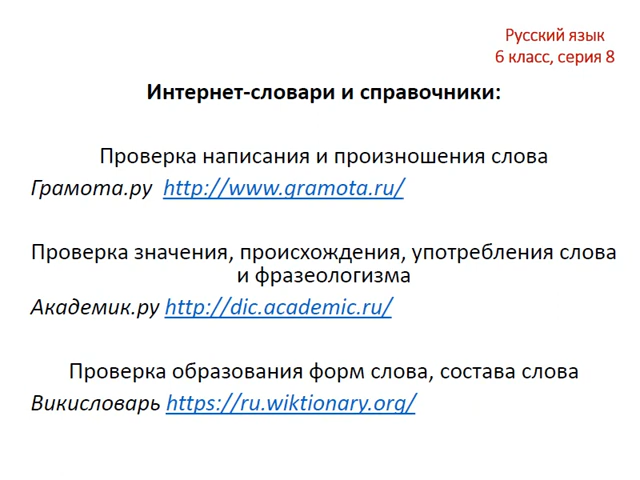 Русский язык
6 класс, серия 8
Интернет-словари и справочники:
Проверка написания и произношения слова
Грамота.ру http://www.gramota.ru/
Проверка значения, происхождения, употребления слова
и фразеологизма
Академик.ру http://dic.academic.ru/
Проверка образования форм слова, состава слова
Викисловарь https://ru.wiktionary.org/